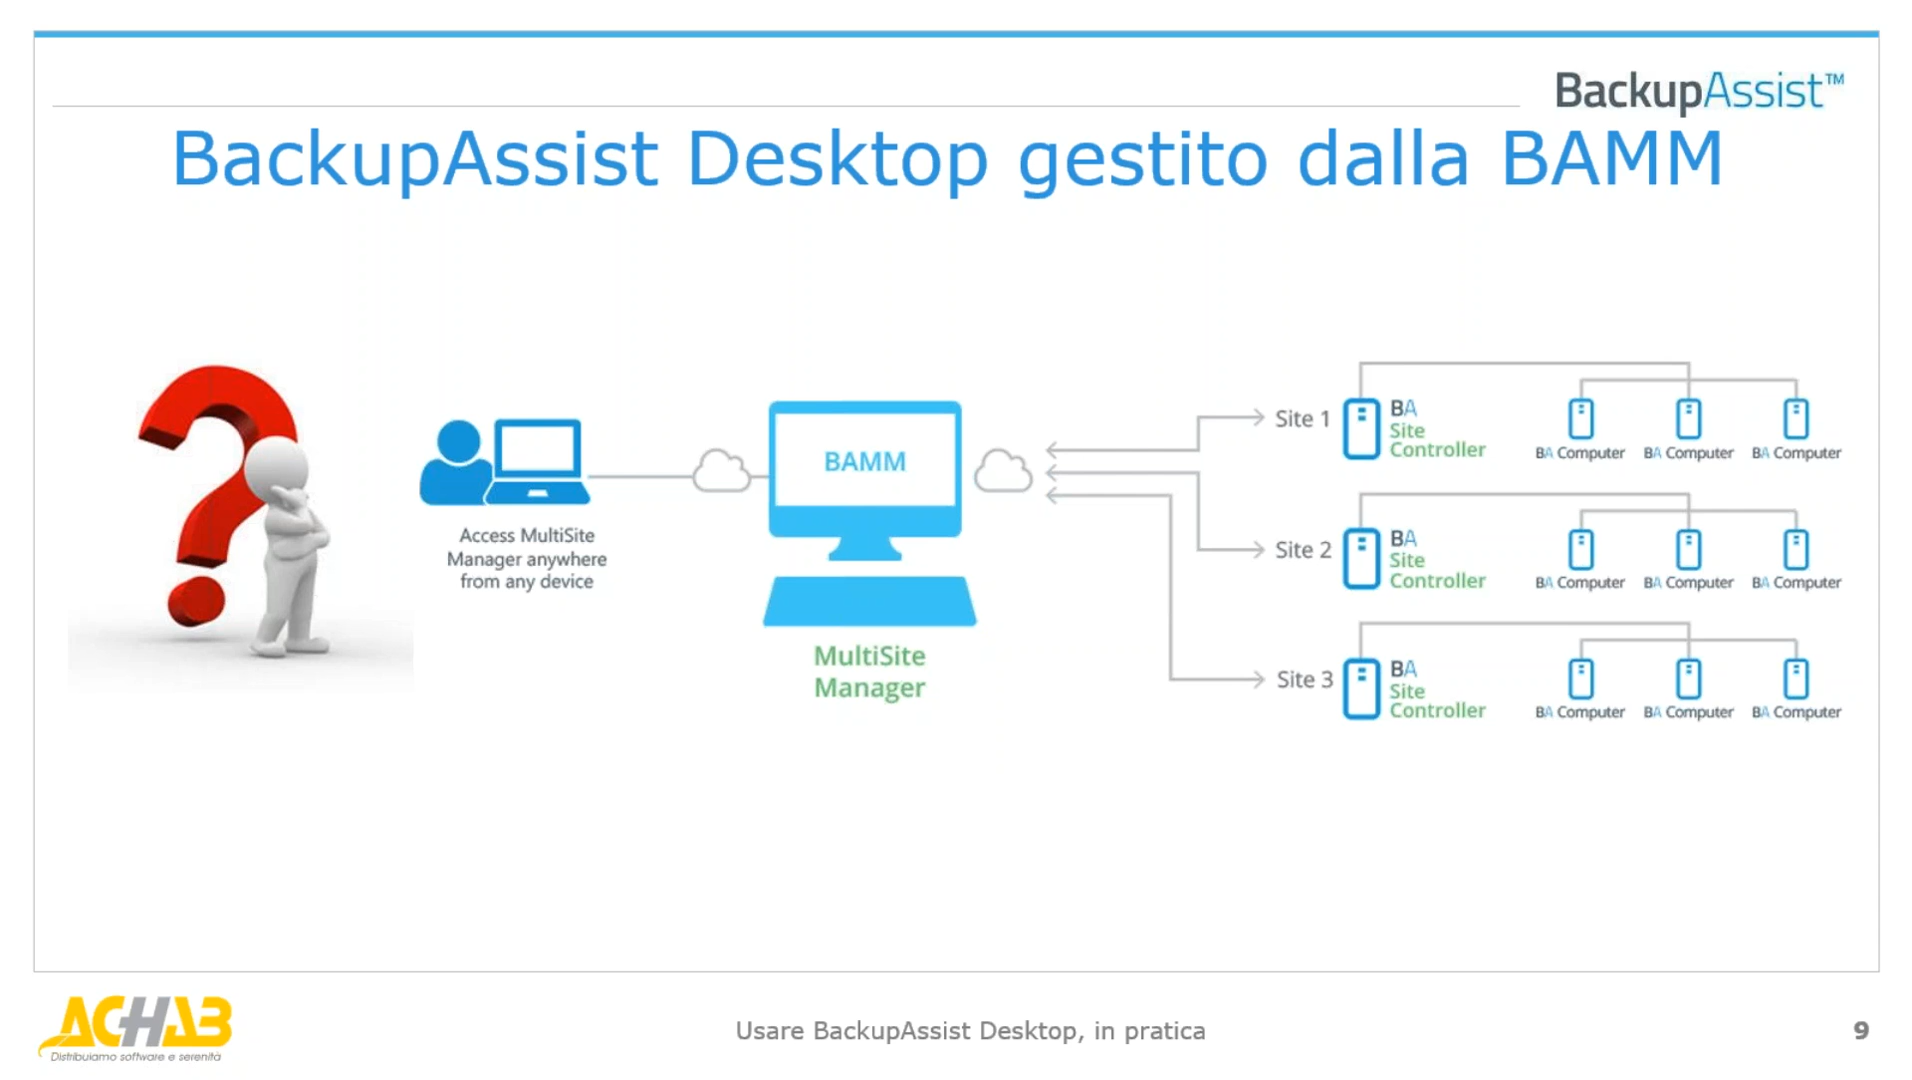 BackupAssist™
BackupAssist Desktop gestito dalla BAMM
Access MultiSite
Manager anywhere
from any device
BAMM
MultiSite
Manager
Site 1
BA
Site
Controller
BA Computer
BA Computer
BA Computer
Site 2
BA
Site
Controller
BA Computer
BA Computer
BA Computer
Site 3
BA
Site
Controller
BA Computer
BA Computer
BA Computer
ACHAB
Distribuiamo software e serenità
Usare BackupAssist Desktop, in pratica
9